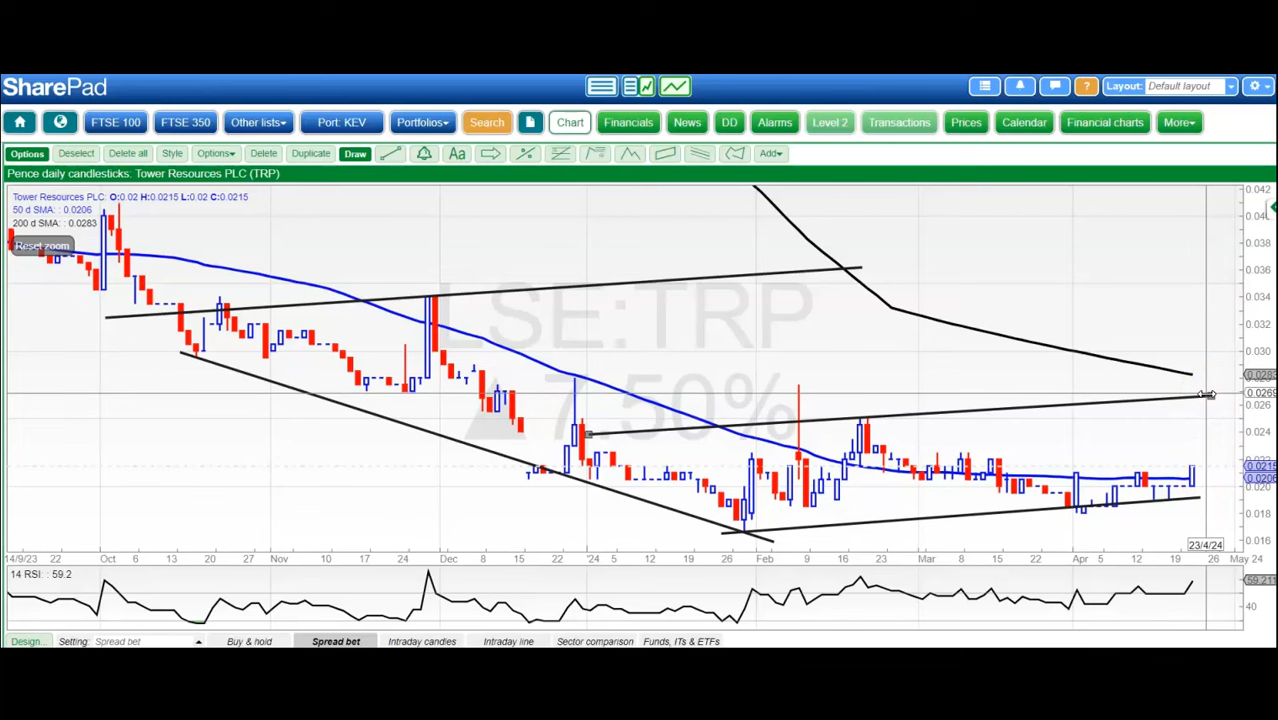 SharePad
Layout: Default layout
FTSE 100 FTSE 350 Other lists Port: KEV Portfolios Search Chart Financials News DD Alarms Level 2 Transactions Prices Calendar Financial charts More
Options Deselect Delete all Style Options Delete Duplicate Draw Aa Add
Pence daily candlesticks: Tower Resources PLC (TRP)
Tower Resources PLC: O:0.02 H:0.0215 L:0.02 C:0.0215
50 d SMA: :0.0206
200 d SMA: :0.0283
Reset zoom
LSE:TRP
▲ 7.50%
0.042
0.038
0.036
0.034
0.032
0.030
0.0283
0.0269
0.026
0.024
0.0215
0.0206
0.020
0.018
0.016
23/4/24
14/9/23 22 Oct 13 20 27 Nov 10 17 24 Dec 8 15 22 '24 5 12 19 26 Feb 9 16 23 Mar 8 15 22 Apr 5 12 19 26 May 24
14 RSI: : 59.2
59.211
40
Design... Setting: Spread bet Buy & hold Spread bet Intraday candles Intraday line Sector comparison Funds, ITs & ETFs